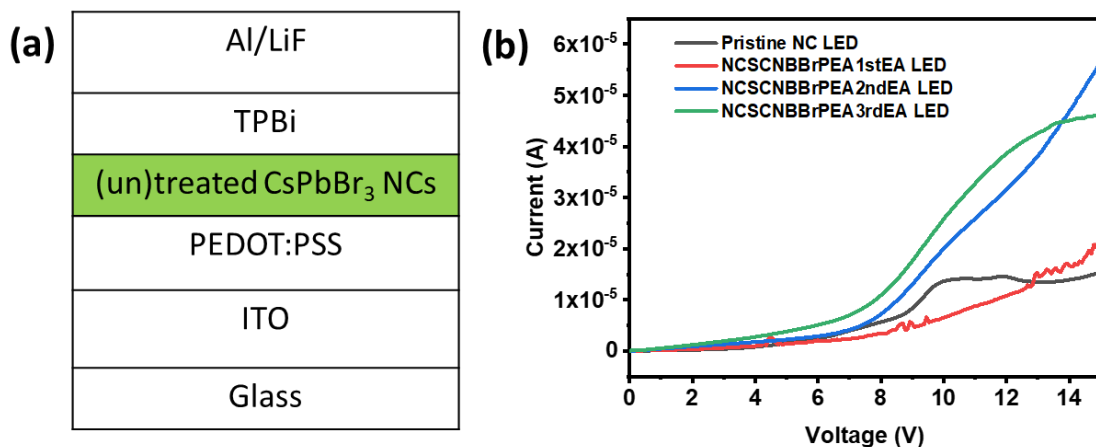 (a)
Al/LiF
TPBi
(un)treated CsPbBr₃ NCs
PEDOT:PSS
ITO
Glass
(b)
Pristine NC LED
NCSCNBBrPEA1stEA LED
NCSCNBBrPEA2ndEA LED
NCSCNBBrPEA3rdEA LED
Current (A)
6x10⁻⁵
5x10⁻⁵
4x10⁻⁵
3x10⁻⁵
2x10⁻⁵
1x10⁻⁵
0
0 2 4 6 8 10 12 14
Voltage (V)